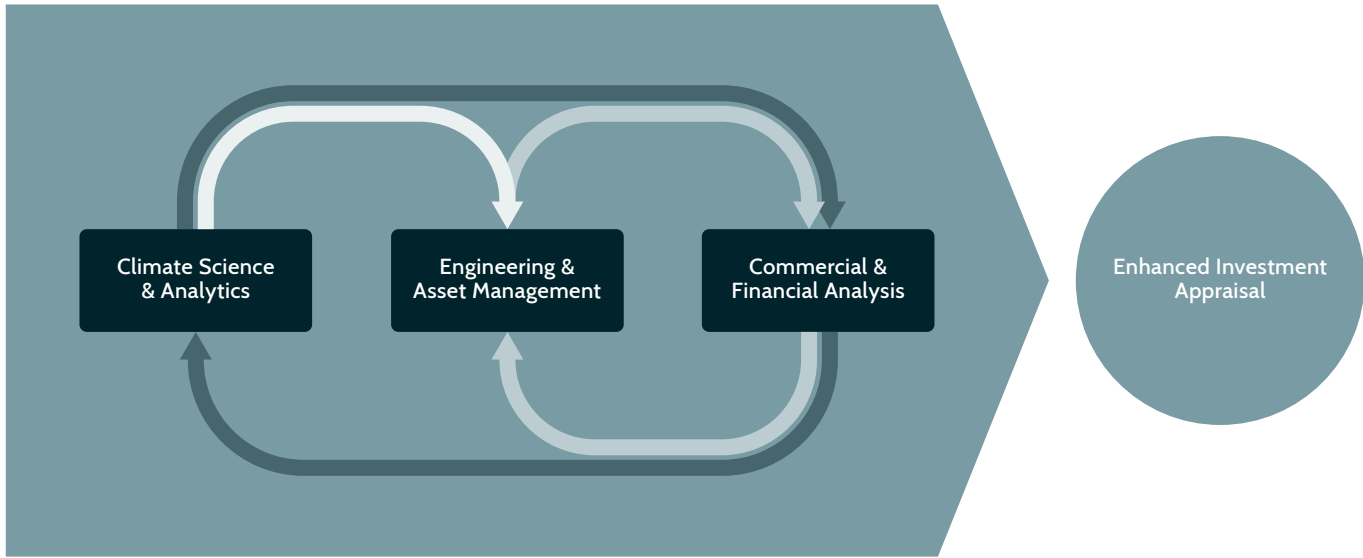 Climate Science
& Analytics
Engineering &
Asset Management
Commercial &
Financial Analysis
Enhanced Investment
Appraisal